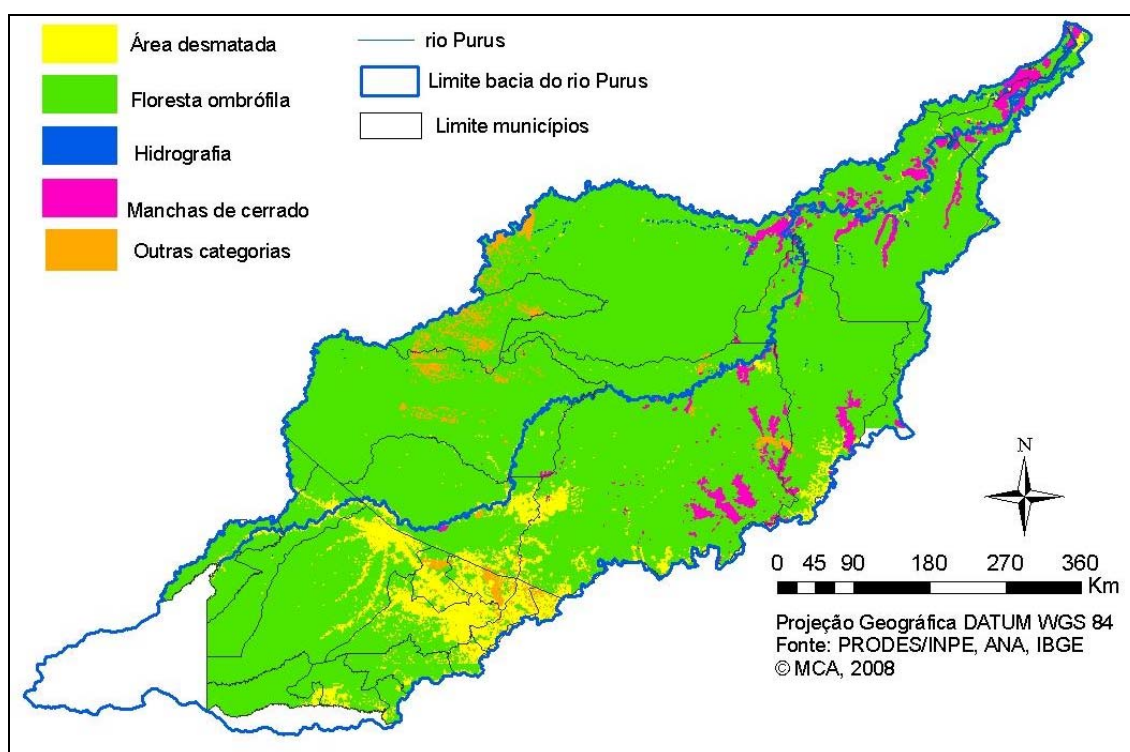 Área desmatada
Floresta ombrófila
Hidrografia
Manchas de cerrado
Outras categorias
rio Purus
Limite bacia do rio Purus
Limite municípios
N
0 45 90 180 270 360
Km
Projeção Geográfica DATUM WGS 84
Fonte: PRODES/INPE, ANA, IBGE
© MCA, 2008